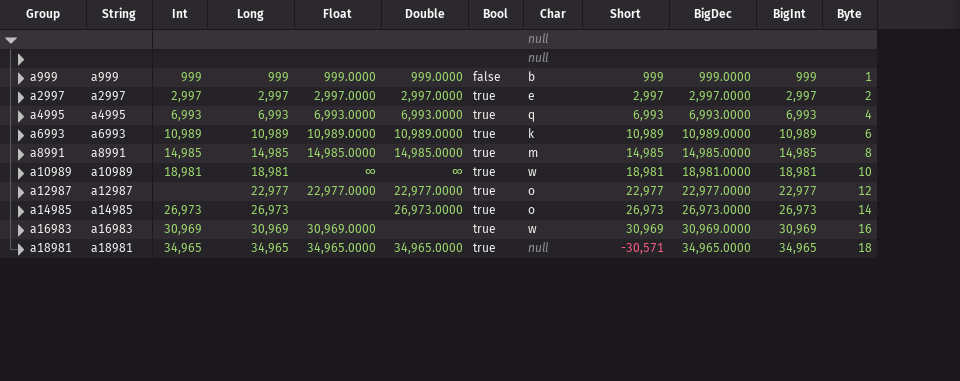 Group String Int Long Float Double Bool Char Short BigDec BigInt Byte
null
null
a999 a999 999 999 999.0000 999.0000 false b 999 999.0000 999 1
a2997 a2997 2,997 2,997 2,997.0000 2,997.0000 true e 2,997 2,997.0000 2,997 2
a4995 a4995 6,993 6,993 6,993.0000 6,993.0000 true q 6,993 6,993.0000 6,993 4
a6993 a6993 10,989 10,989 10,989.0000 10,989.0000 true k 10,989 10,989.0000 10,989 6
a8991 a8991 14,985 14,985 14,985.0000 14,985.0000 true m 14,985 14,985.0000 14,985 8
a10989 a10989 18,981 18,981 ∞ ∞ true w 18,981 18,981.0000 18,981 10
a12987 a12987 22,977 22,977.0000 22,977.0000 true o 22,977 22,977.0000 22,977 12
a14985 a14985 26,973 26,973 26,973.0000 true o 26,973 26,973.0000 26,973 14
a16983 a16983 30,969 30,969 30,969.0000 true w 30,969 30,969.0000 30,969 16
a18981 a18981 34,965 34,965 34,965.0000 34,965.0000 true null -30,571 34,965.0000 34,965 18